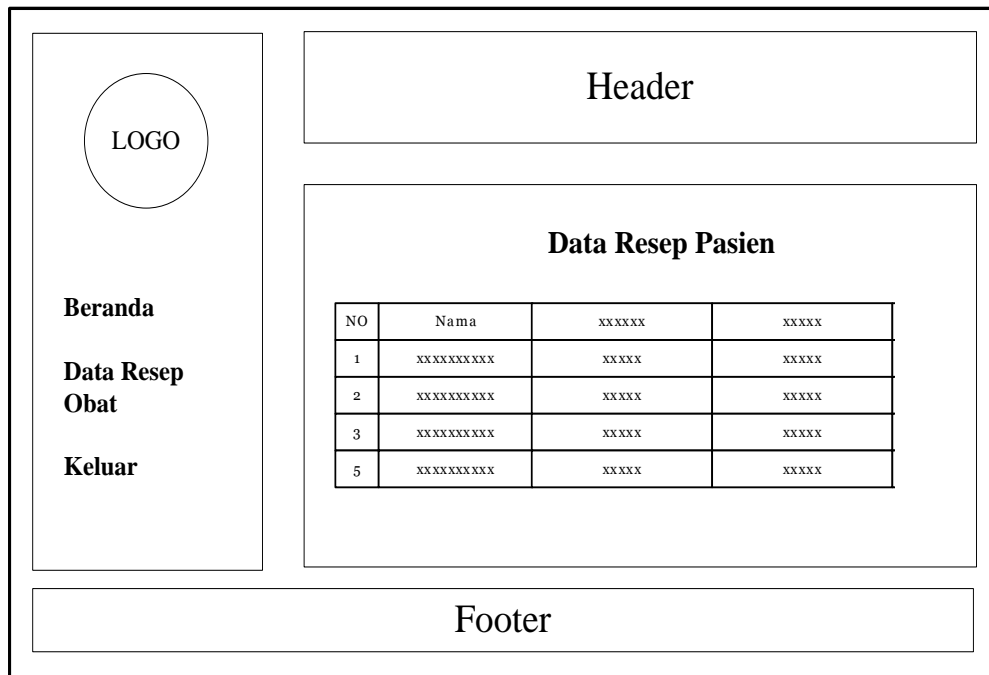 LOGO
Beranda
Data Resep
Obat
Keluar
Header
Data Resep Pasien
NO Nama xxxxxx xxxxx
1 xxxxxxxxxx xxxxx xxxxx
2 xxxxxxxxxx xxxxx xxxxx
3 xxxxxxxxxx xxxxx xxxxx
5 xxxxxxxxxx xxxxx xxxxx
Footer